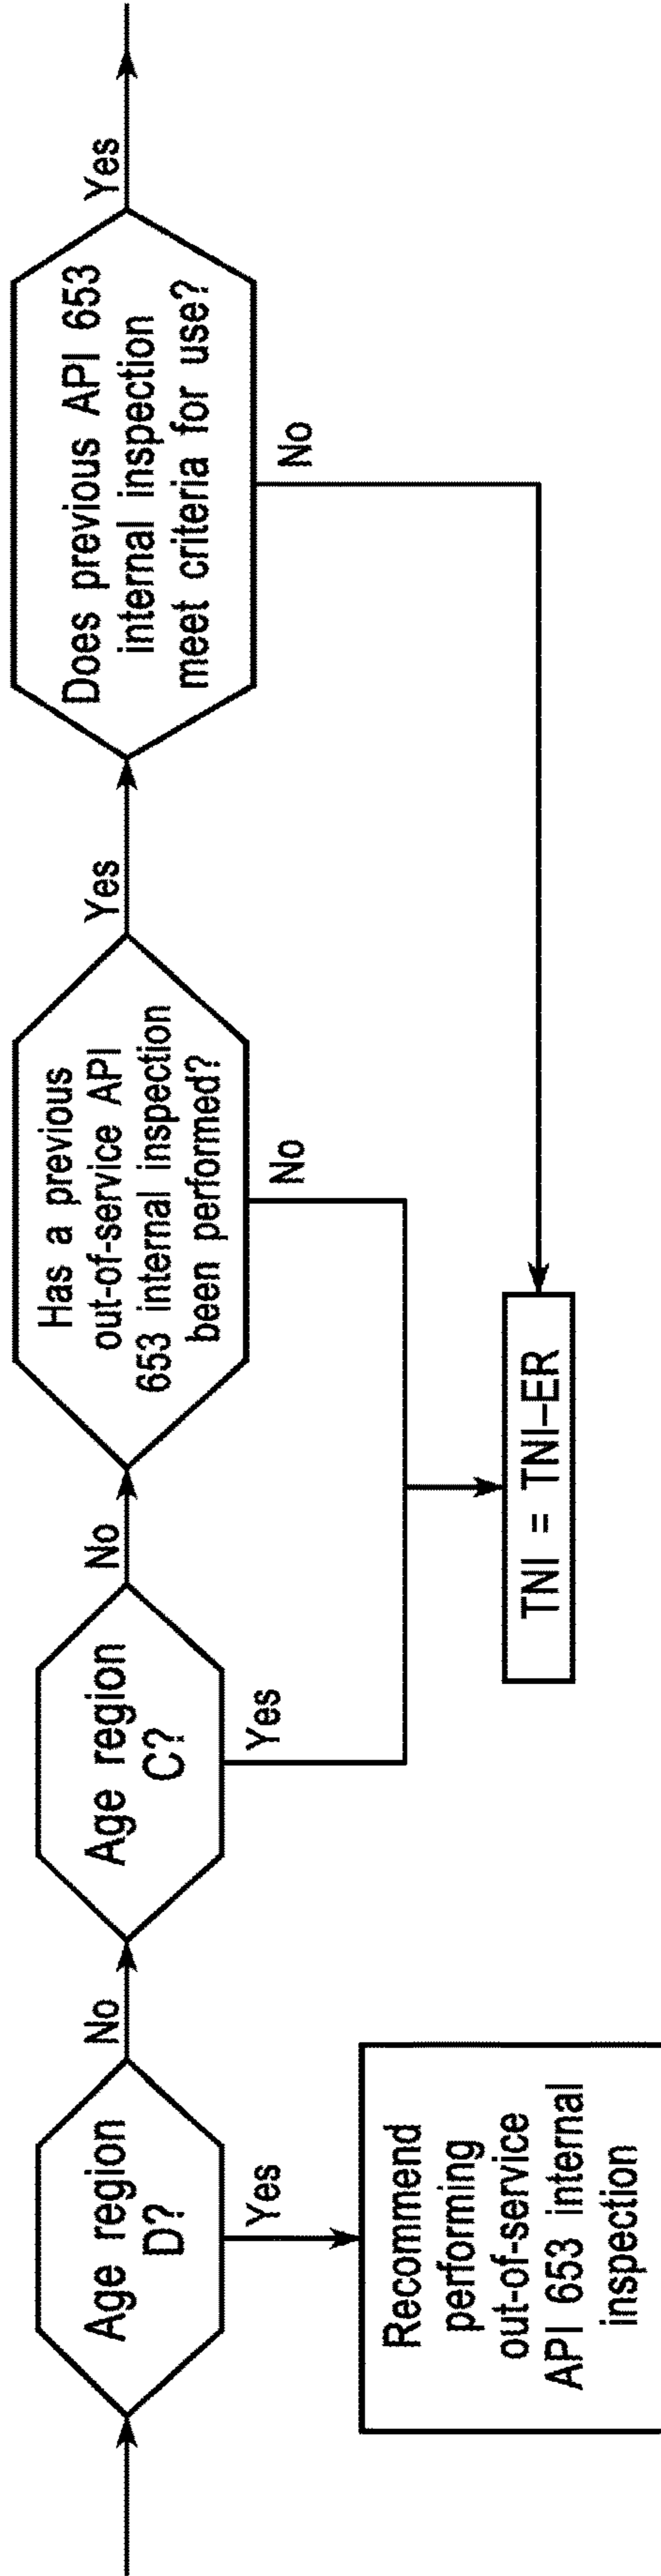 Age region
D?
No
Yes
Recommend
performing
out-of-service
API 653 internal
inspection
Age region
C?
No
Yes
Has a previous
out-of-service API
653 internal inspection
been performed?
Yes
No
TNI = TNI–ER
Does previous API 653
internal inspection
meet criteria for use?
Yes
No